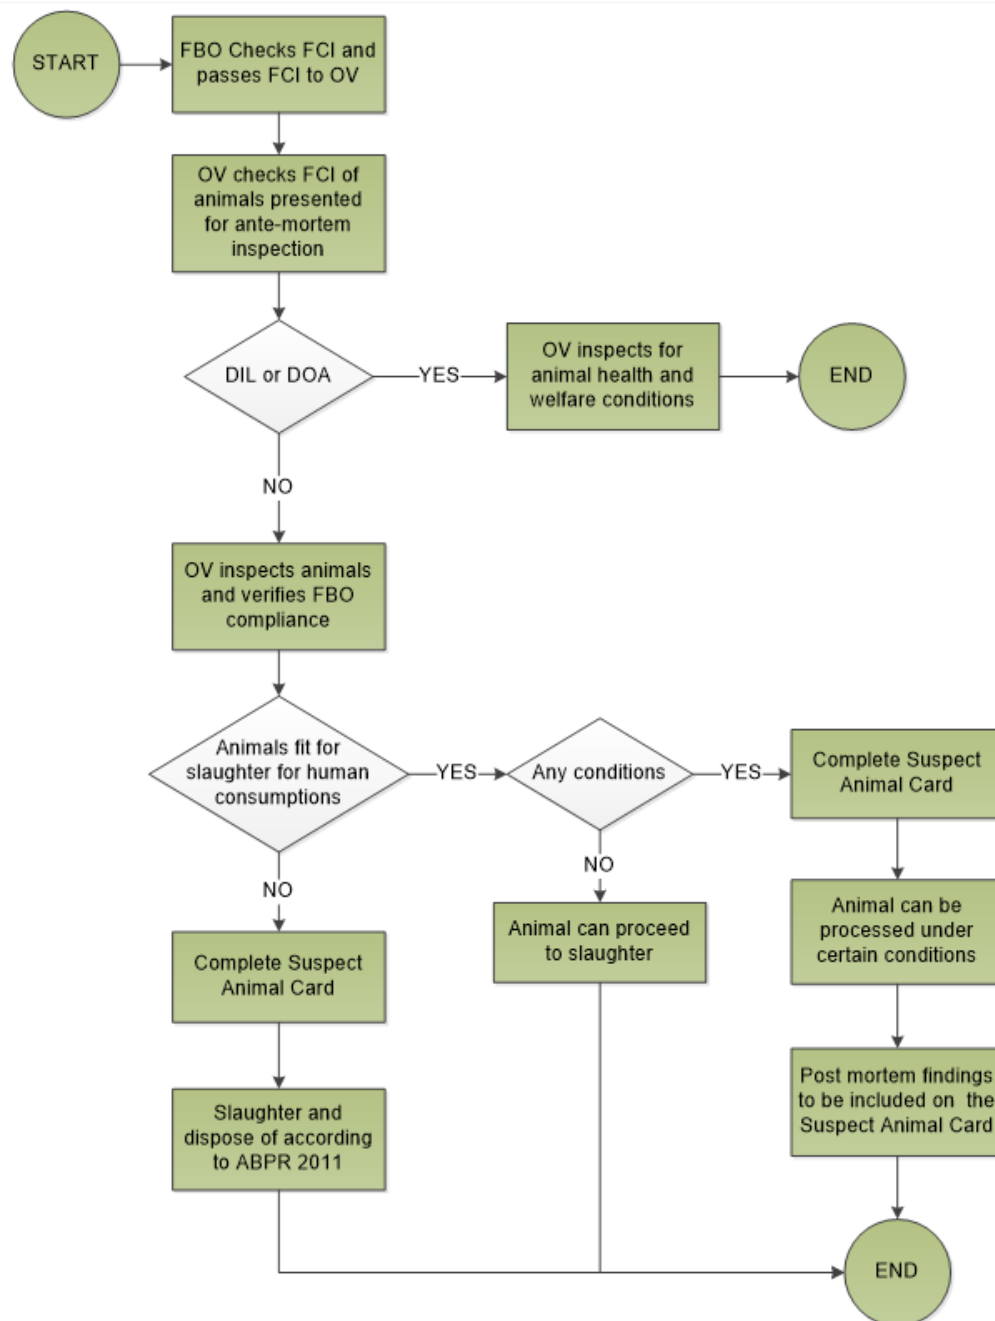 START
FBO Checks FCI and
passes FCI to OV
OV checks FCI of
animals presented
for ante-mortem
inspection
DIL or DOA
YES
OV inspects for
animal health and
welfare conditions
END
NO
OV inspects animals
and verifies FBO
compliance
Animals fit for
slaughter for human
consumptions
YES
Any conditions
YES
Complete Suspect
Animal Card
NO
Animal can proceed
to slaughter
Animal can be
processed under
certain conditions
NO
Complete Suspect
Animal Card
Post mortem findings
to be included on the
Suspect Animal Card
Slaughter and
dispose of according
to ABPR 2011
END